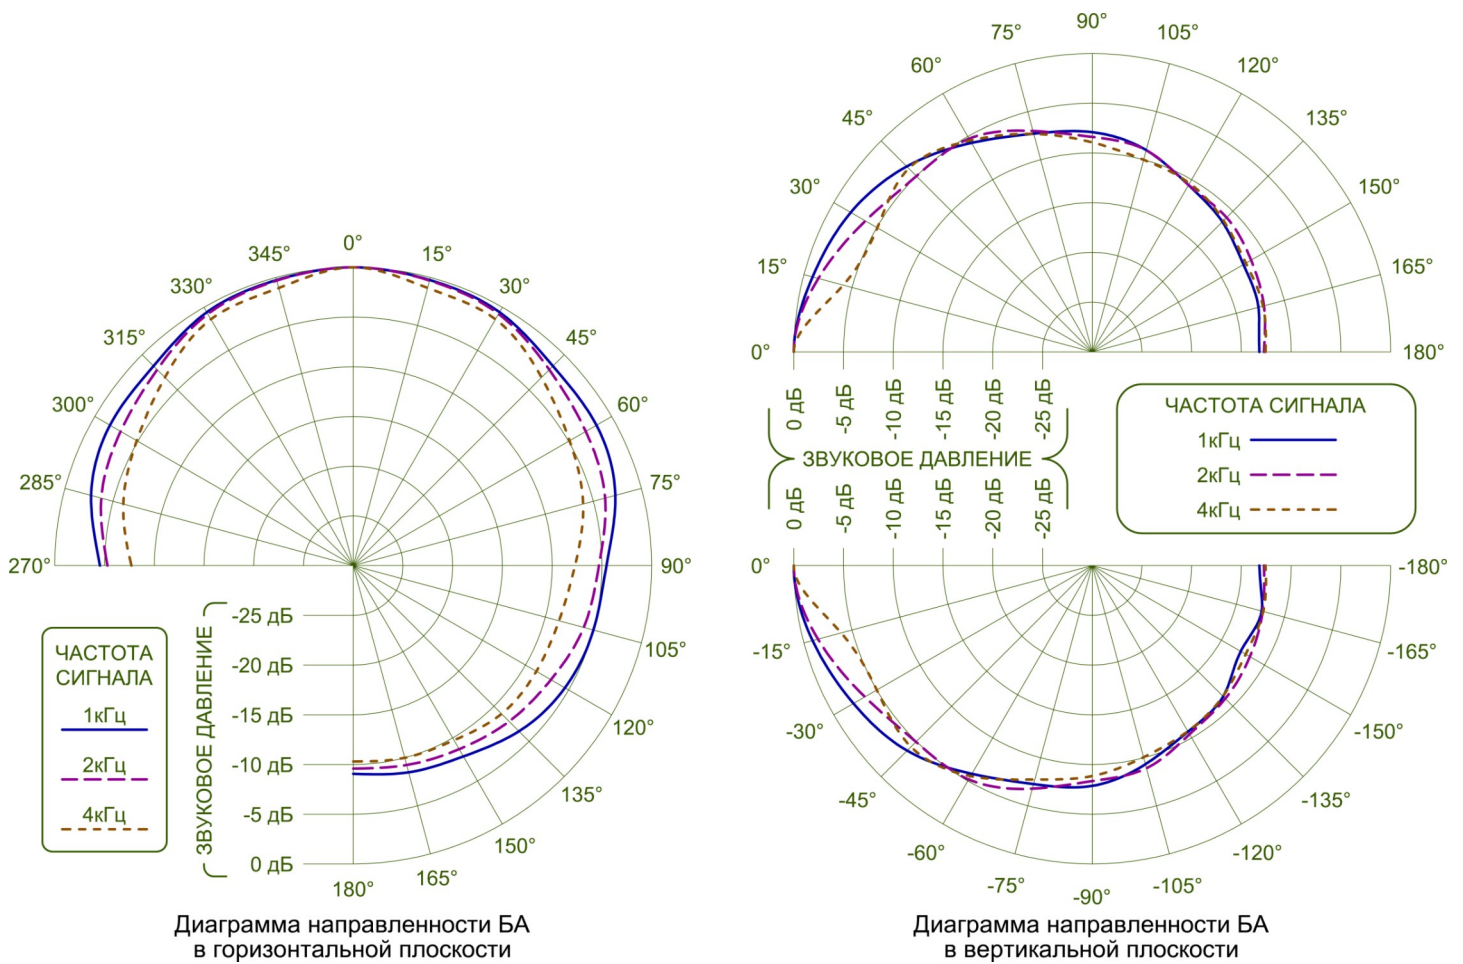 0°
345°
15°
330°
30°
315°
45°
300°
60°
285°
75°
270°
90°
105°
120°
135°
150°
165°
180°
-25 дБ
-20 дБ
-15 дБ
-10 дБ
-5 дБ
0 дБ
ЗВУКОВОЕ ДАВЛЕНИЕ
ЧАСТОТА
СИГНАЛА
1кГц
2кГц
4кГц
Диаграмма направленности БА
в горизонтальной плоскости
90°
75°
105°
60°
120°
45°
135°
30°
150°
15°
165°
0°
180°
0 дБ
-5 дБ
-10 дБ
-15 дБ
-20 дБ
-25 дБ
ЗВУКОВОЕ ДАВЛЕНИЕ
0 дБ
-5 дБ
-10 дБ
-15 дБ
-20 дБ
-25 дБ
ЧАСТОТА СИГНАЛА
1кГц
2кГц
4кГц
0°
-180°
-15°
-165°
-30°
-150°
-45°
-135°
-60°
-120°
-75°
-105°
-90°
Диаграмма направленности БА
в вертикальной плоскости